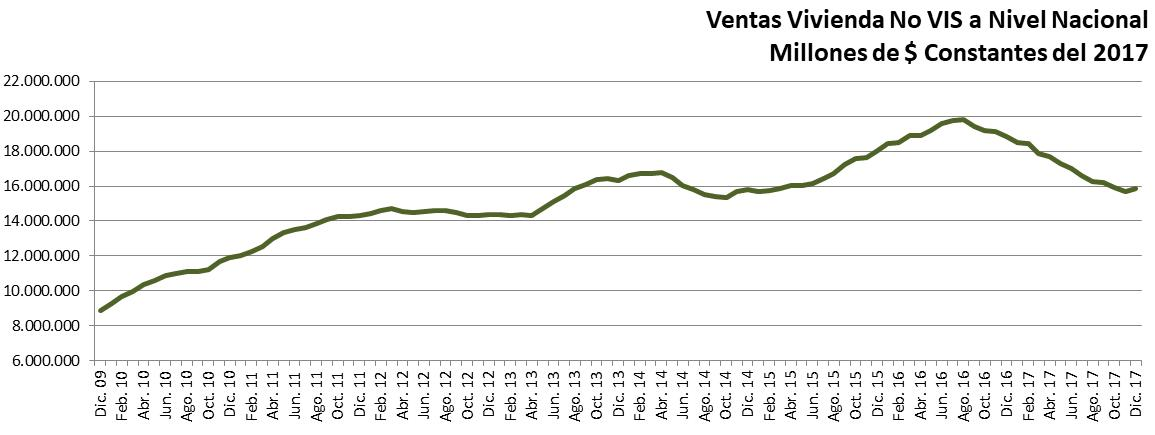 Ventas Vivienda No VIS a Nivel Nacional
Millones de $ Constantes del 2017
22.000.000
20.000.000
18.000.000
16.000.000
14.000.000
12.000.000
10.000.000
8.000.000
6.000.000
Dic. 09
Feb. 10
Abr. 10
Jun. 10
Ago. 10
Oct. 10
Dic. 10
Feb. 11
Abr. 11
Jun. 11
Ago. 11
Oct. 11
Dic. 11
Feb. 12
Abr. 12
Jun. 12
Ago. 12
Oct. 12
Dic. 12
Feb. 13
Abr. 13
Jun. 13
Ago. 13
Oct. 13
Dic. 13
Feb. 14
Abr. 14
Jun. 14
Ago. 14
Oct. 14
Dic. 14
Feb. 15
Abr. 15
Jun. 15
Ago. 15
Oct. 15
Dic. 15
Feb. 16
Abr. 16
Jun. 16
Ago. 16
Oct. 16
Dic. 16
Feb. 17
Abr. 17
Jun. 17
Ago. 17
Oct. 17
Dic. 17